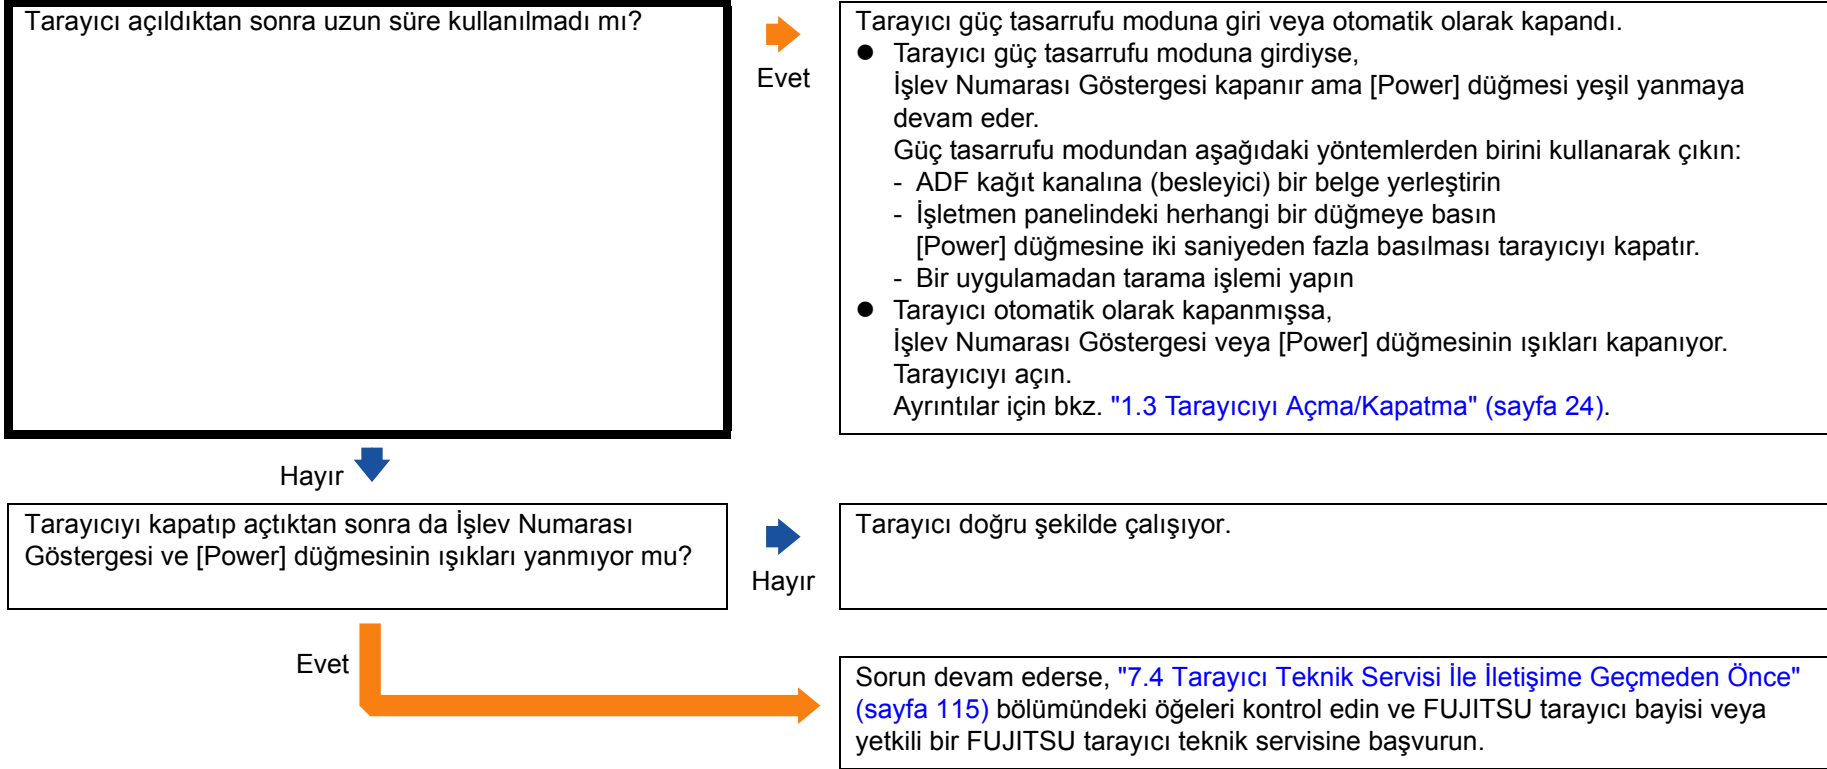 Tarayıcı açıldıktan sonra uzun süre kullanılmadı mı?
Evet
Tarayıcı güç tasarrufu moduna giri veya otomatik olarak kapandı.
● Tarayıcı güç tasarrufu moduna girdiyse,
İşlev Numarası Göstergesi kapanır ama [Power] düğmesi yeşil yanmaya
devam eder.
Güç tasarrufu modundan aşağıdaki yöntemlerden birini kullanarak çıkın:
- ADF kağıt kanalına (besleyici) bir belge yerleştirin
- İşletmen panelindeki herhangi bir düğmeye basın
[Power] düğmesine iki saniyeden fazla basılması tarayıcıyı kapatır.
- Bir uygulamadan tarama işlemi yapın
● Tarayıcı otomatik olarak kapanmışsa,
İşlev Numarası Göstergesi veya [Power] düğmesinin ışıkları kapanıyor.
Tarayıcıyı açın.
Ayrıntılar için bkz. "1.3 Tarayıcıyı Açma/Kapatma" (sayfa 24).
Hayır
Tarayıcıyı kapatıp açtıktan sonra da İşlev Numarası
Göstergesi ve [Power] düğmesinin ışıkları yanmıyor mu?
Hayır
Tarayıcı doğru şekilde çalışıyor.
Evet
Sorun devam ederse, "7.4 Tarayıcı Teknik Servisi İle İletişime Geçmeden Önce"
(sayfa 115) bölümündeki öğeleri kontrol edin ve FUJITSU tarayıcı bayisi veya
yetkili bir FUJITSU tarayıcı teknik servisine başvurun.